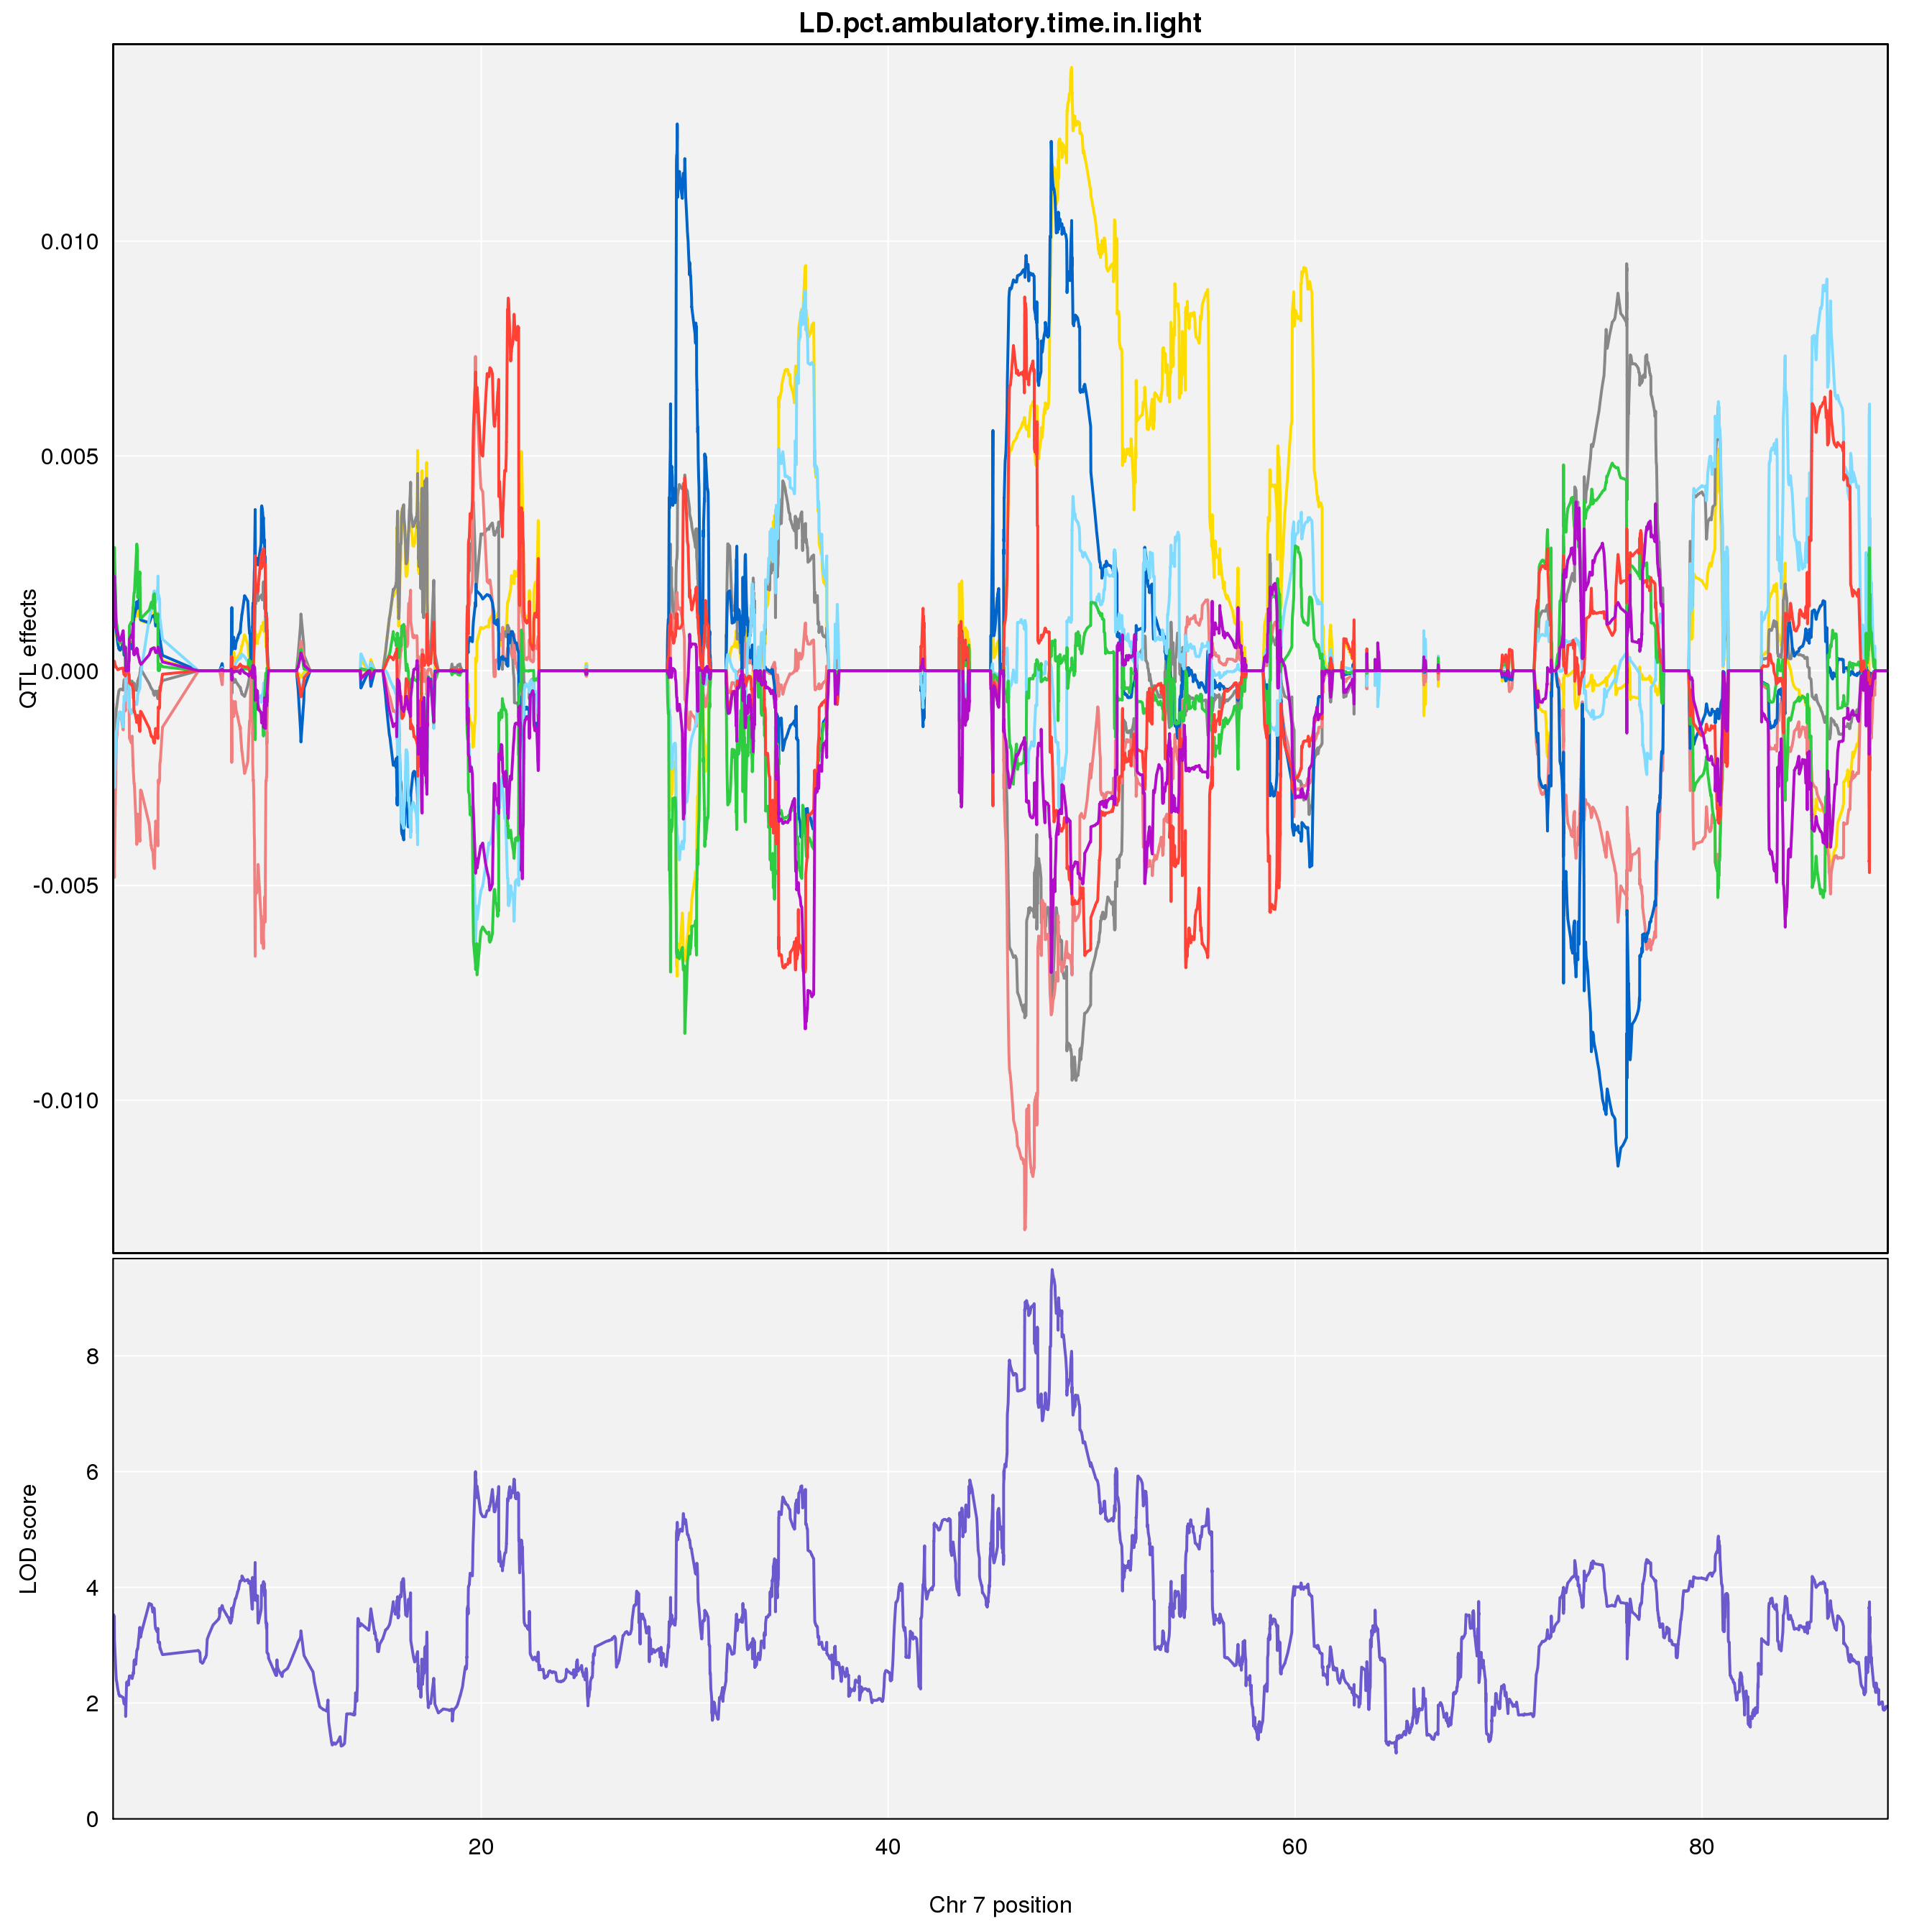 LD.pct.ambulatory.time.in.light
QTL effects
0.010
0.005
0.000
-0.005
-0.010
LOD score
8
6
4
2
0
20 40 60 80
Chr 7 position